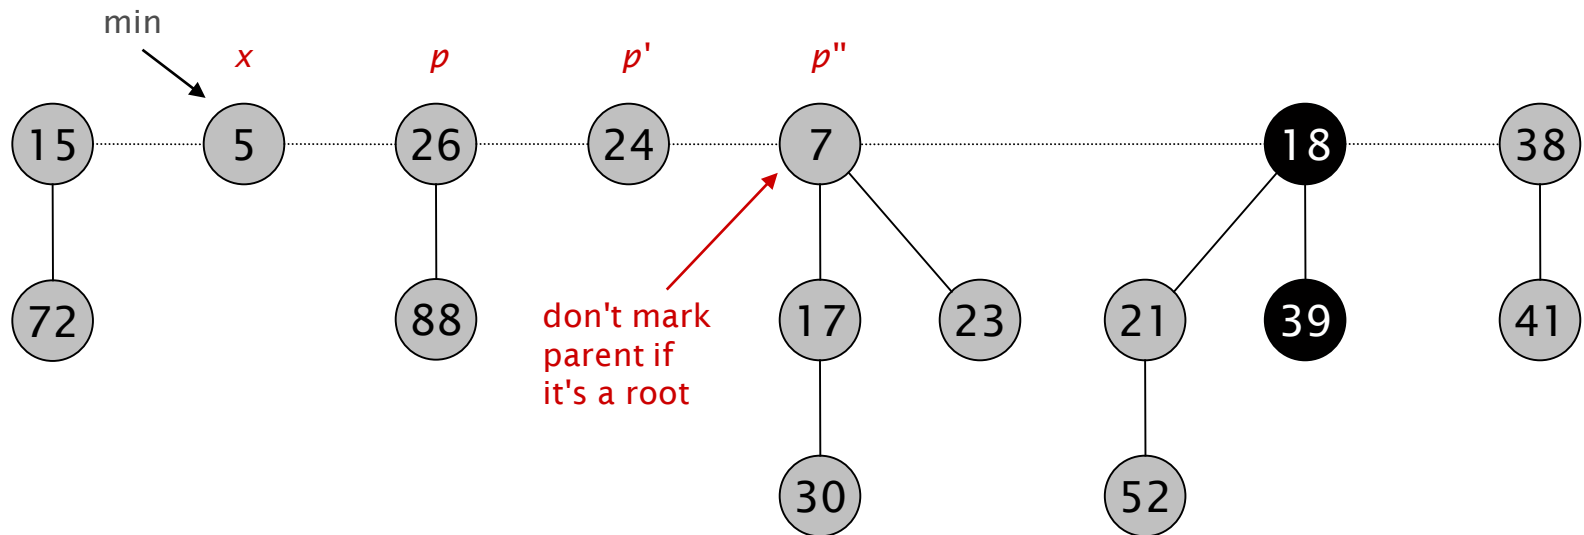 min
x p p' p"
15 5 26 24 7 18 38
72 88 17 23 21 39 41
don't mark
parent if
it's a root
30 52